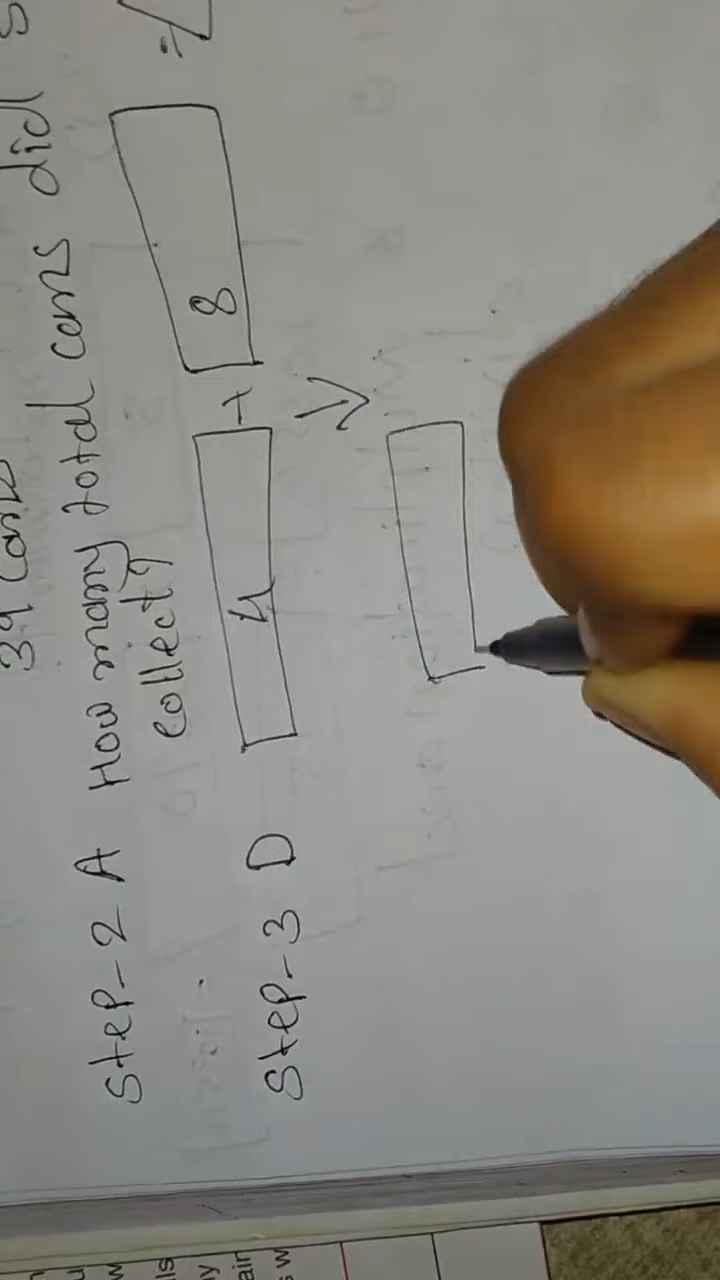 39 cans
Step-2 A How many total cans did S
collect?
Step-3 D 4 + 8 =